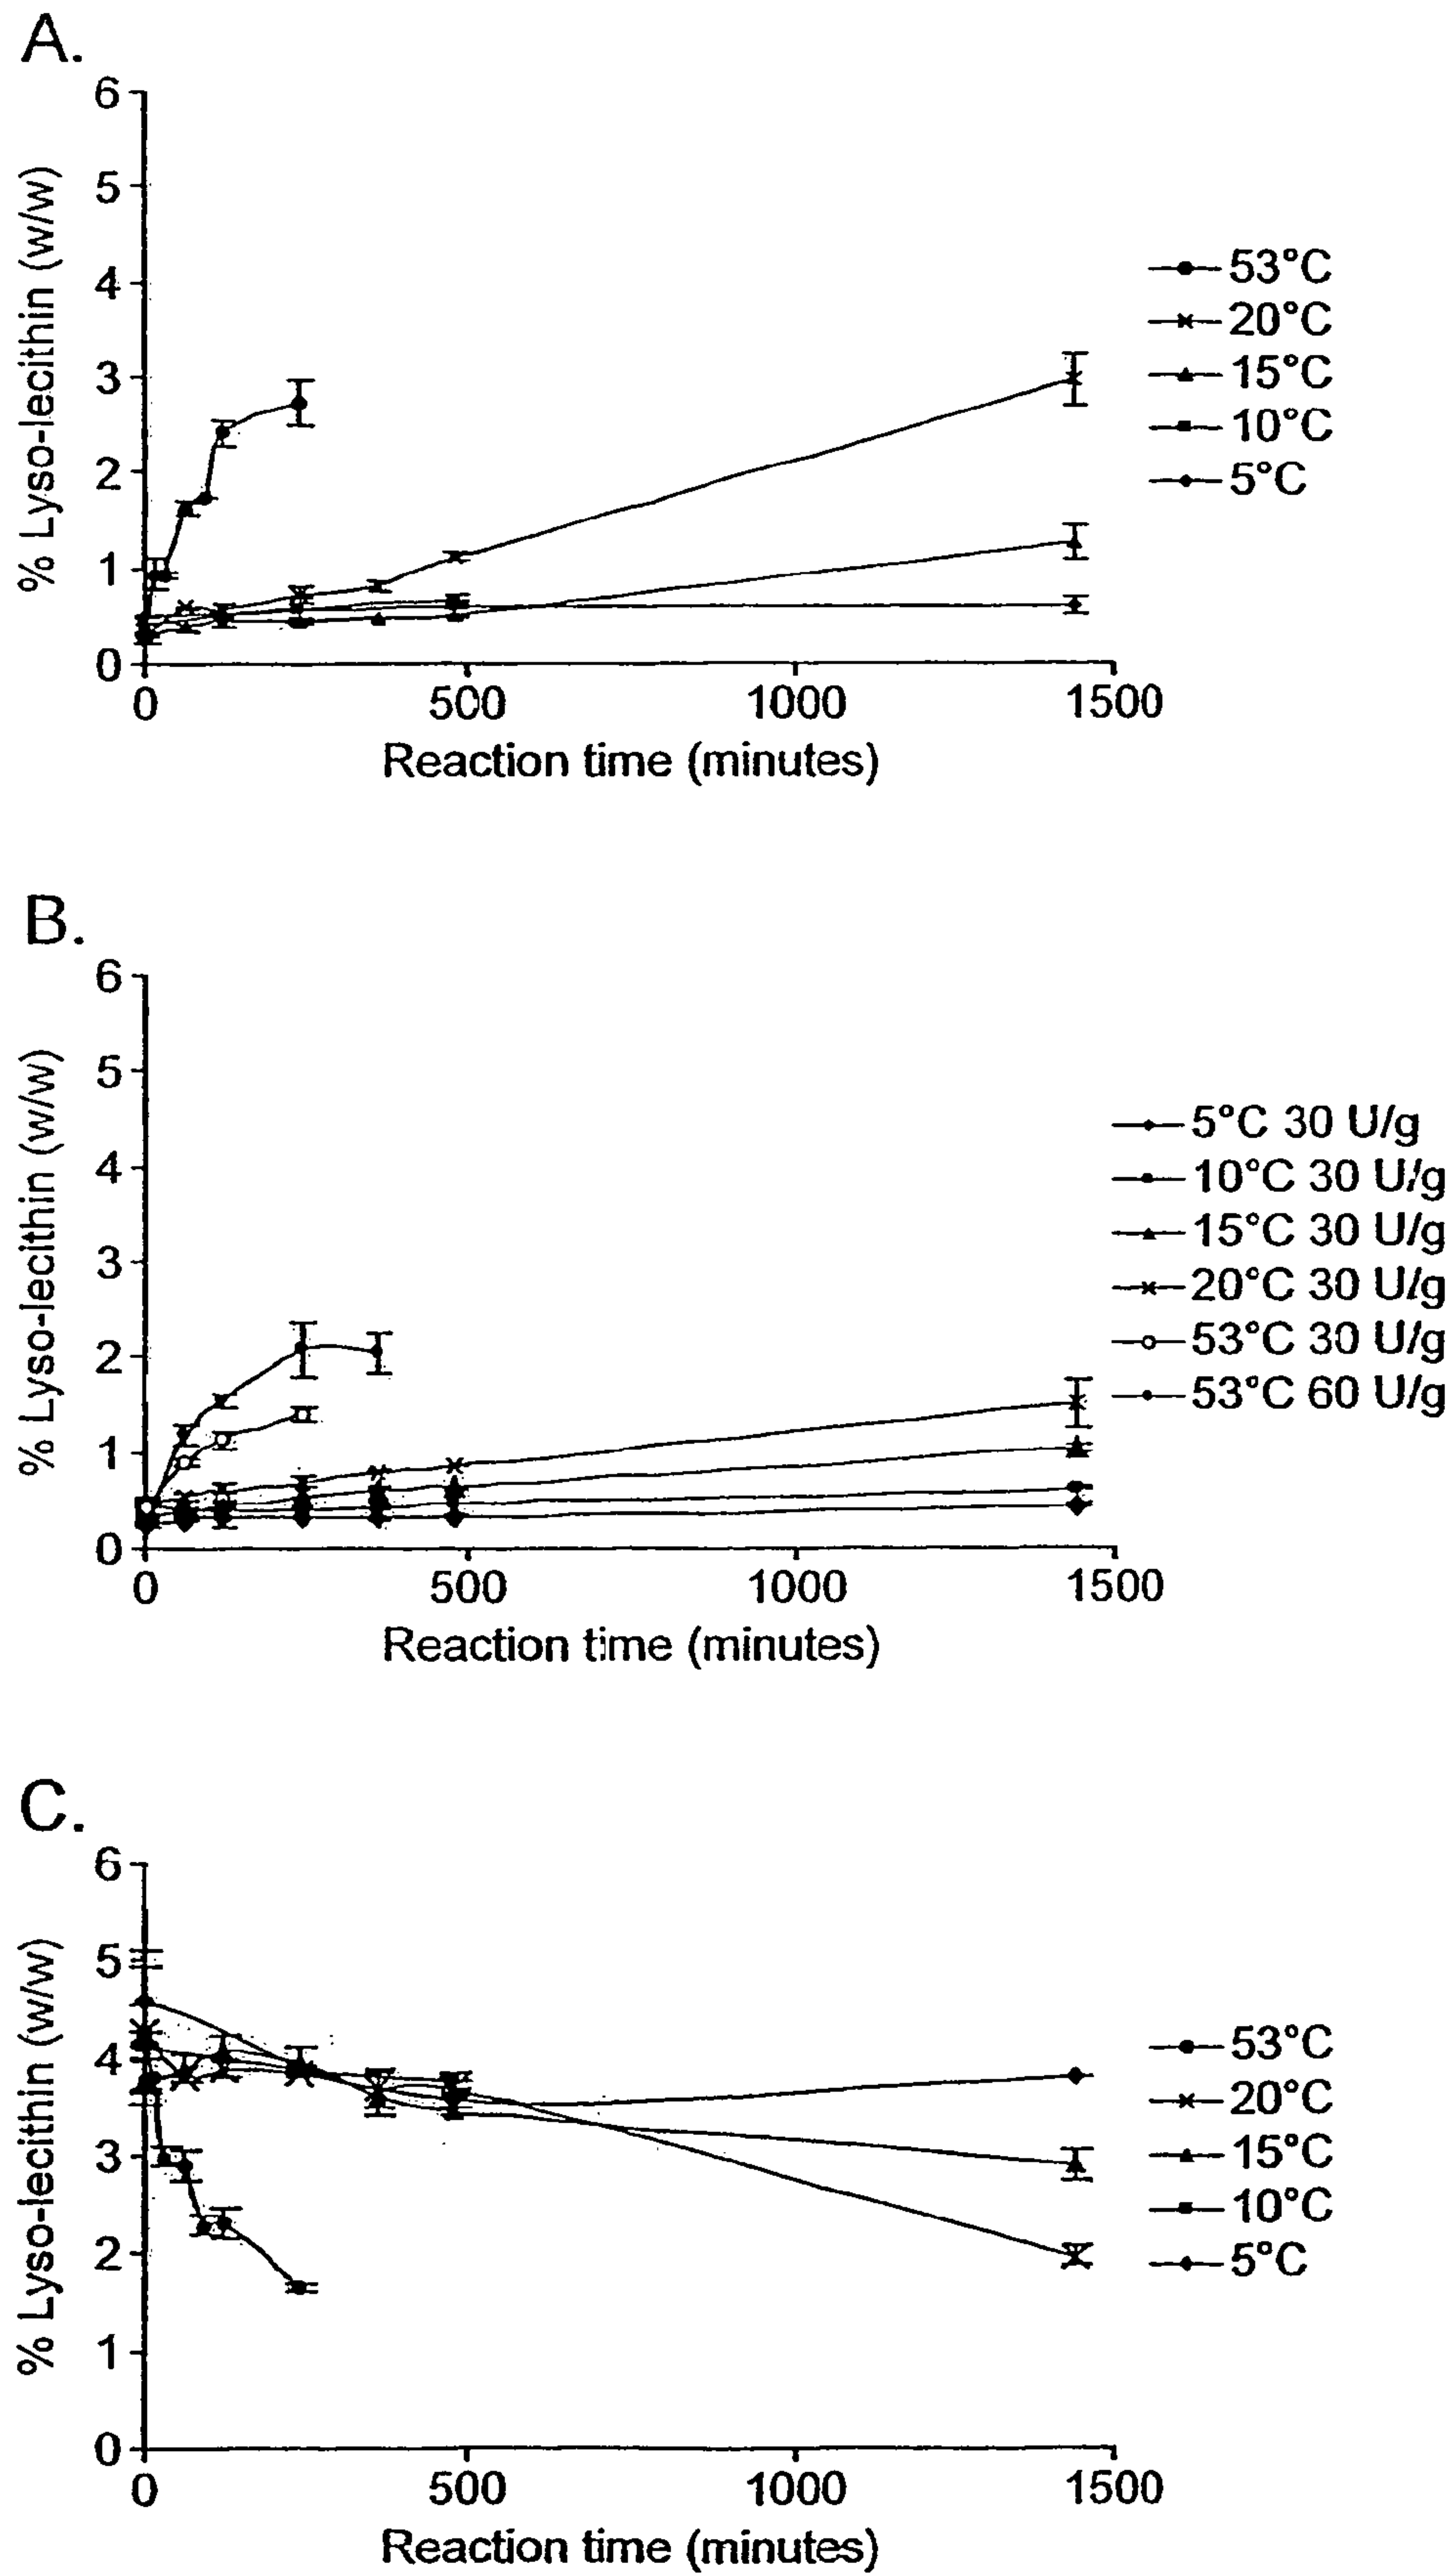 A.
% Lyso-lecithin (w/w)
6
5
4
3
2
1
0
0 500 1000 1500
Reaction time (minutes)
53°C
20°C
15°C
10°C
5°C
B.
% Lyso-lecithin (w/w)
6
5
4
3
2
1
0
0 500 1000 1500
Reaction time (minutes)
5°C 30 U/g
10°C 30 U/g
15°C 30 U/g
20°C 30 U/g
53°C 30 U/g
53°C 60 U/g
C.
% Lyso-lecithin (w/w)
6
5
4
3
2
1
0
0 500 1000 1500
Reaction time (minutes)
53°C
20°C
15°C
10°C
5°C